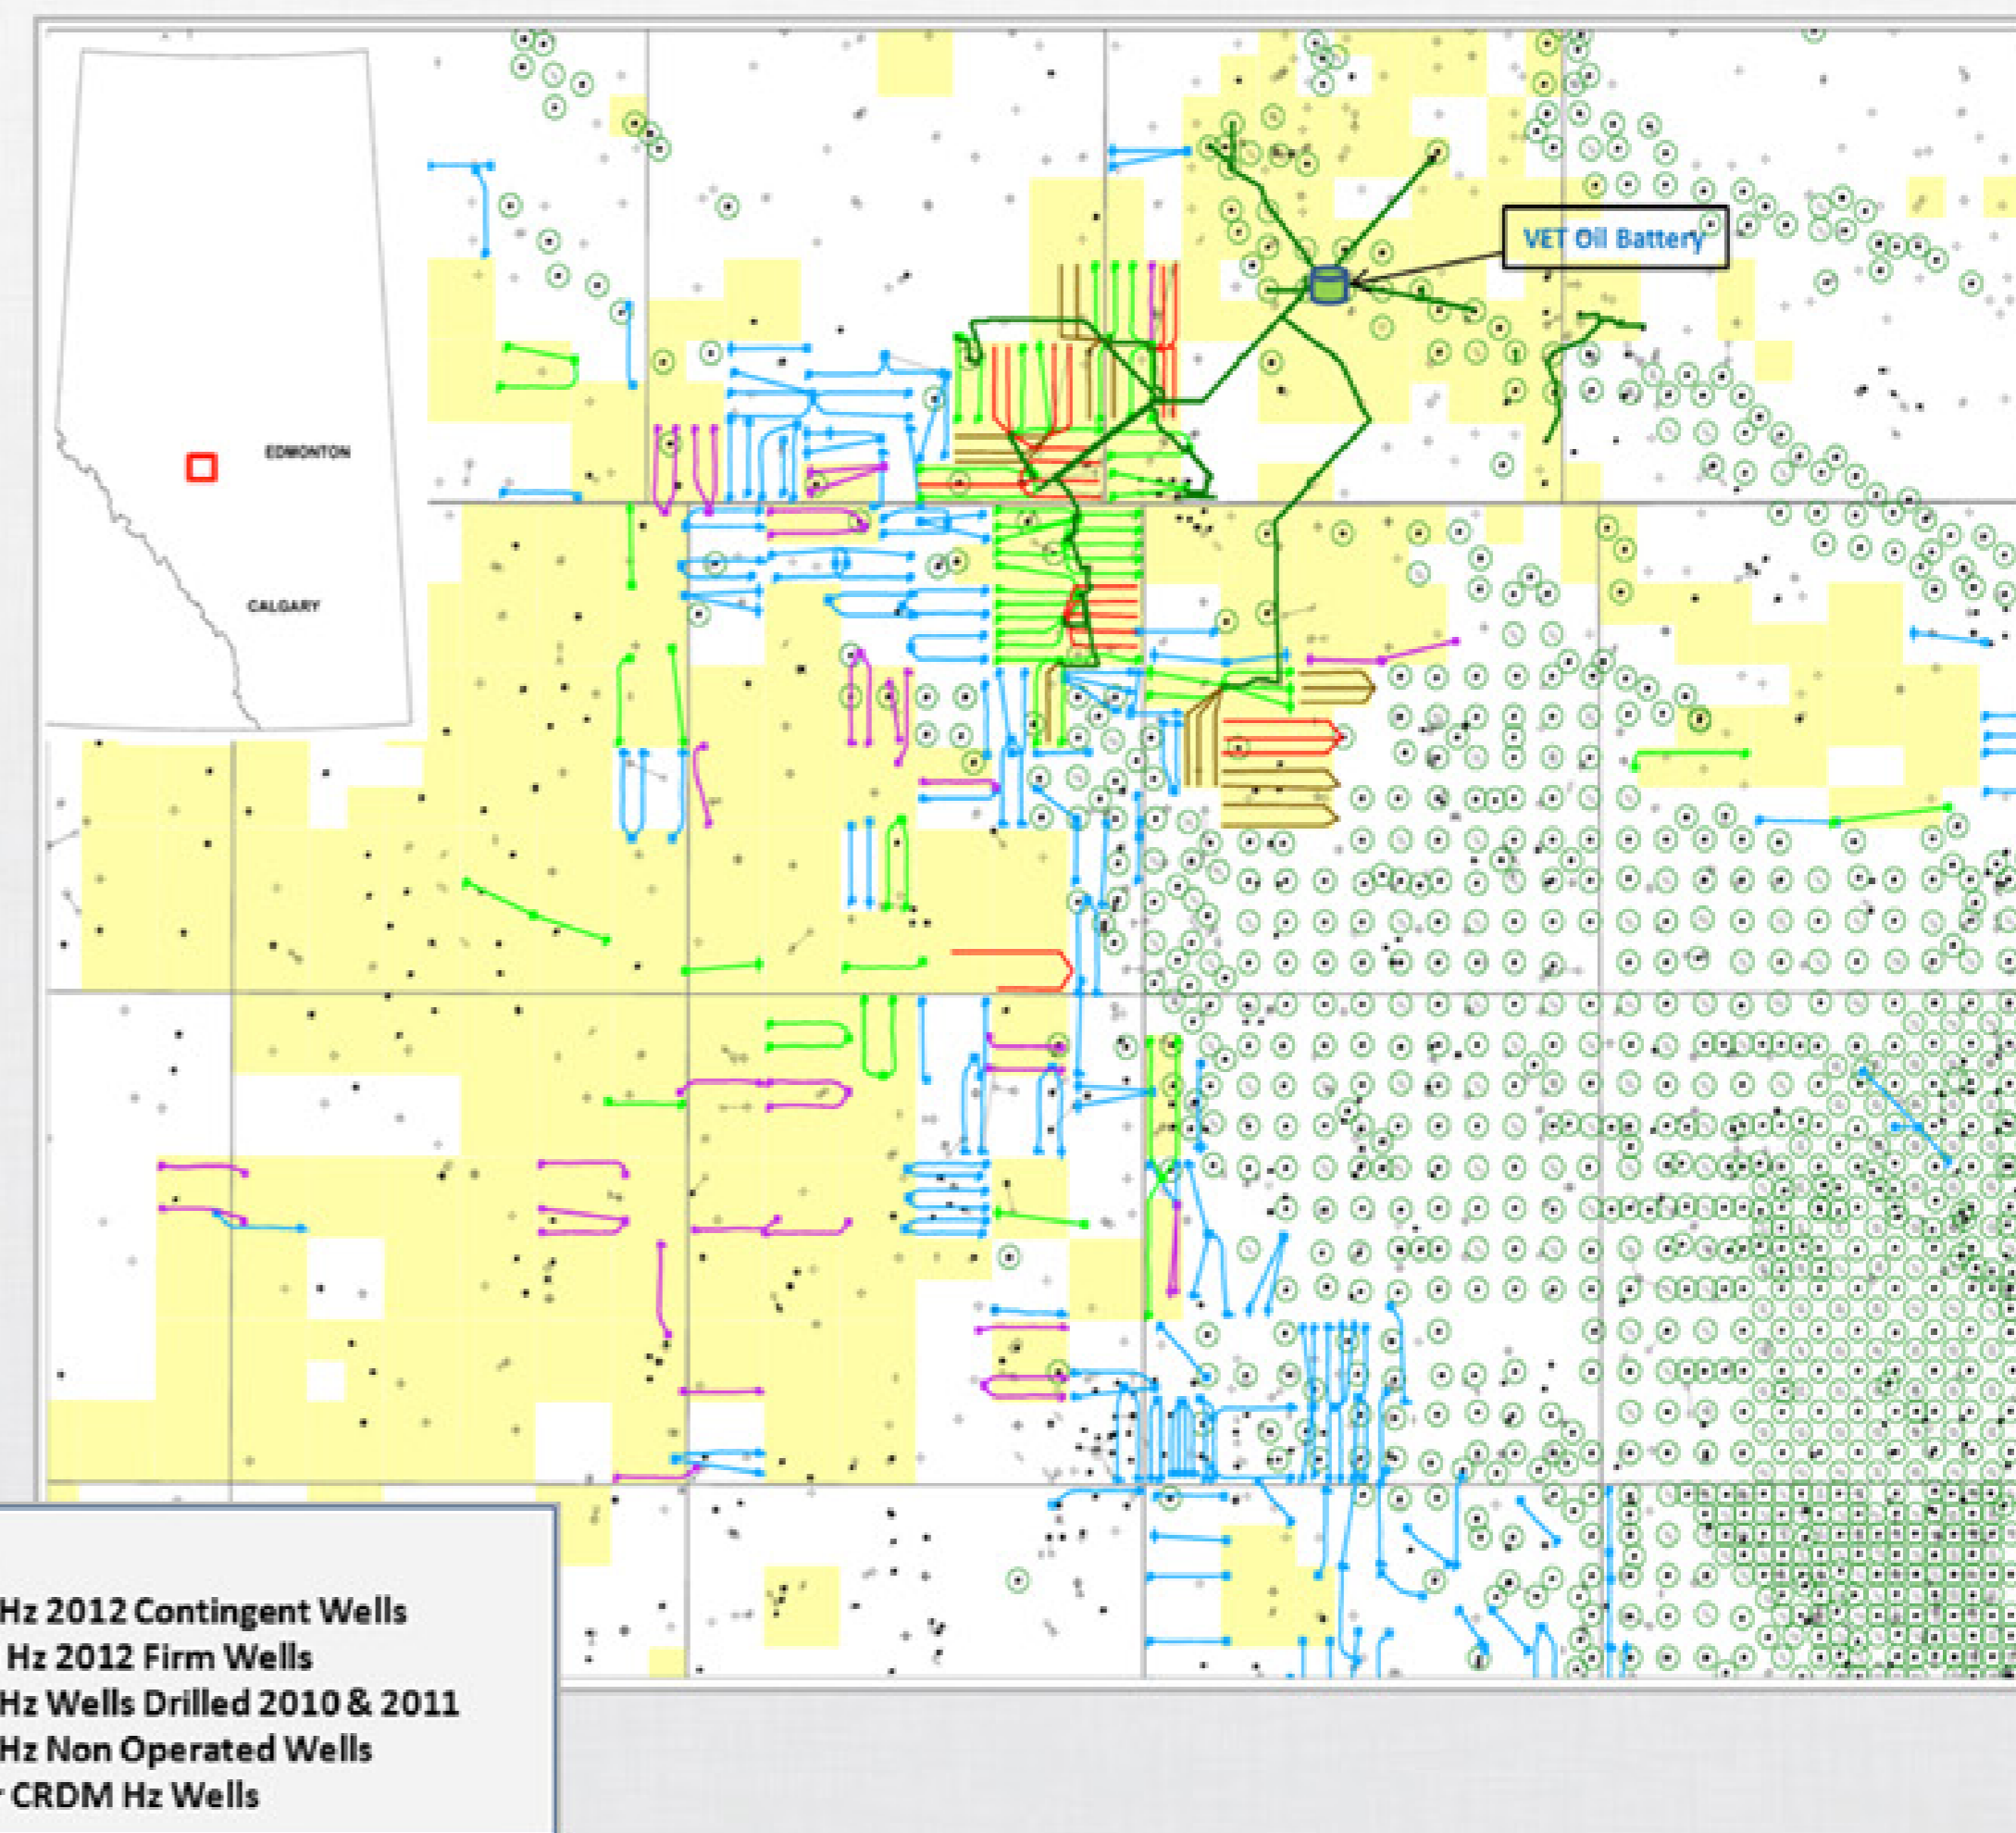 VET Oil Battery
EDMONTON
CALGARY
Hz 2012 Contingent Wells
Hz 2012 Firm Wells
Hz Wells Drilled 2010 & 2011
Hz Non Operated Wells
CRDM Hz Wells